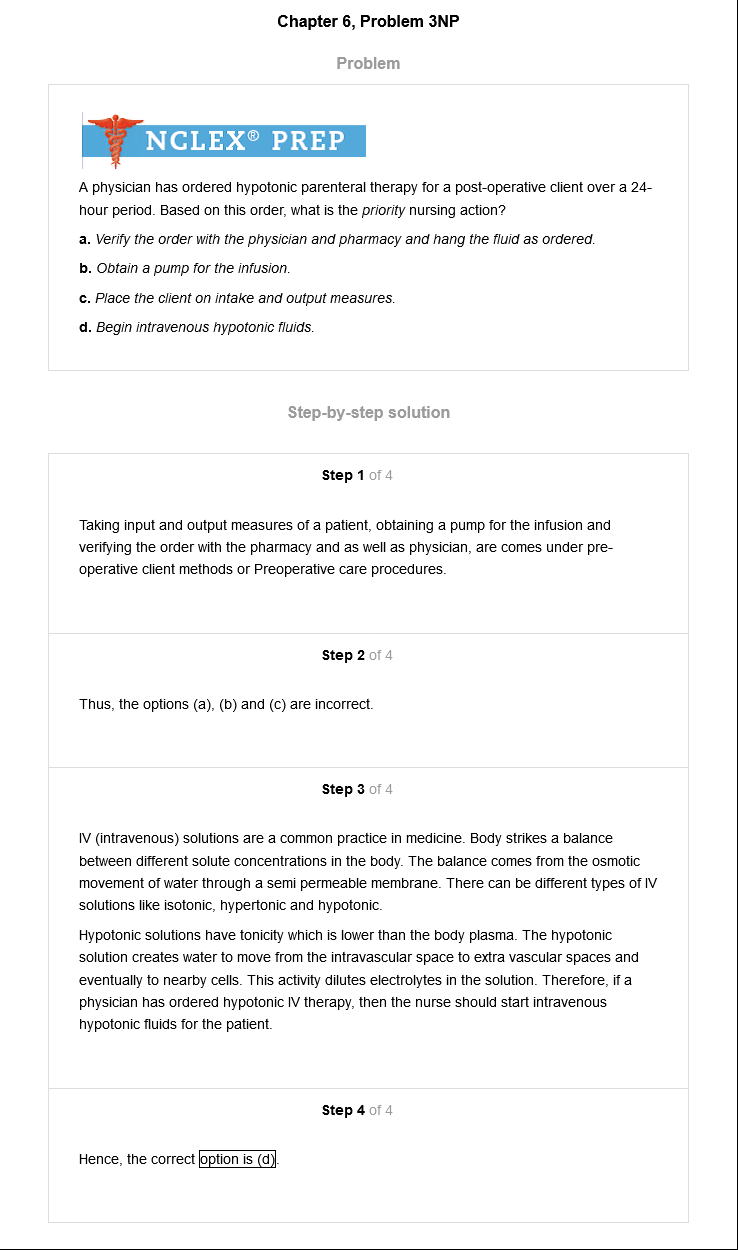 Chapter 6, Problem 3NP
Problem
NCLEX® PREP
A physician has ordered hypotonic parenteral therapy for a post-operative client over a 24-
hour period. Based on this order, what is the priority nursing action?
a. Verify the order with the physician and pharmacy and hang the fluid as ordered.
b. Obtain a pump for the infusion.
c. Place the client on intake and output measures.
d. Begin intravenous hypotonic fluids.
Step-by-step solution
Step 1 of 4
Taking input and output measures of a patient, obtaining a pump for the infusion and
verifying the order with the pharmacy and as well as physician, are comes under pre-
operative client methods or Preoperative care procedures.
Step 2 of 4
Thus, the options (a), (b) and (c) are incorrect.
Step 3 of 4
IV (intravenous) solutions are a common practice in medicine. Body strikes a balance
between different solute concentrations in the body. The balance comes from the osmotic
movement of water through a semi permeable membrane. There can be different types of IV
solutions like isotonic, hypertonic and hypotonic.
Hypotonic solutions have tonicity which is lower than the body plasma. The hypotonic
solution creates water to move from the intravascular space to extra vascular spaces and
eventually to nearby cells. This activity dilutes electrolytes in the solution. Therefore, if a
physician has ordered hypotonic IV therapy, then the nurse should start intravenous
hypotonic fluids for the patient.
Step 4 of 4
Hence, the correct option is (d).